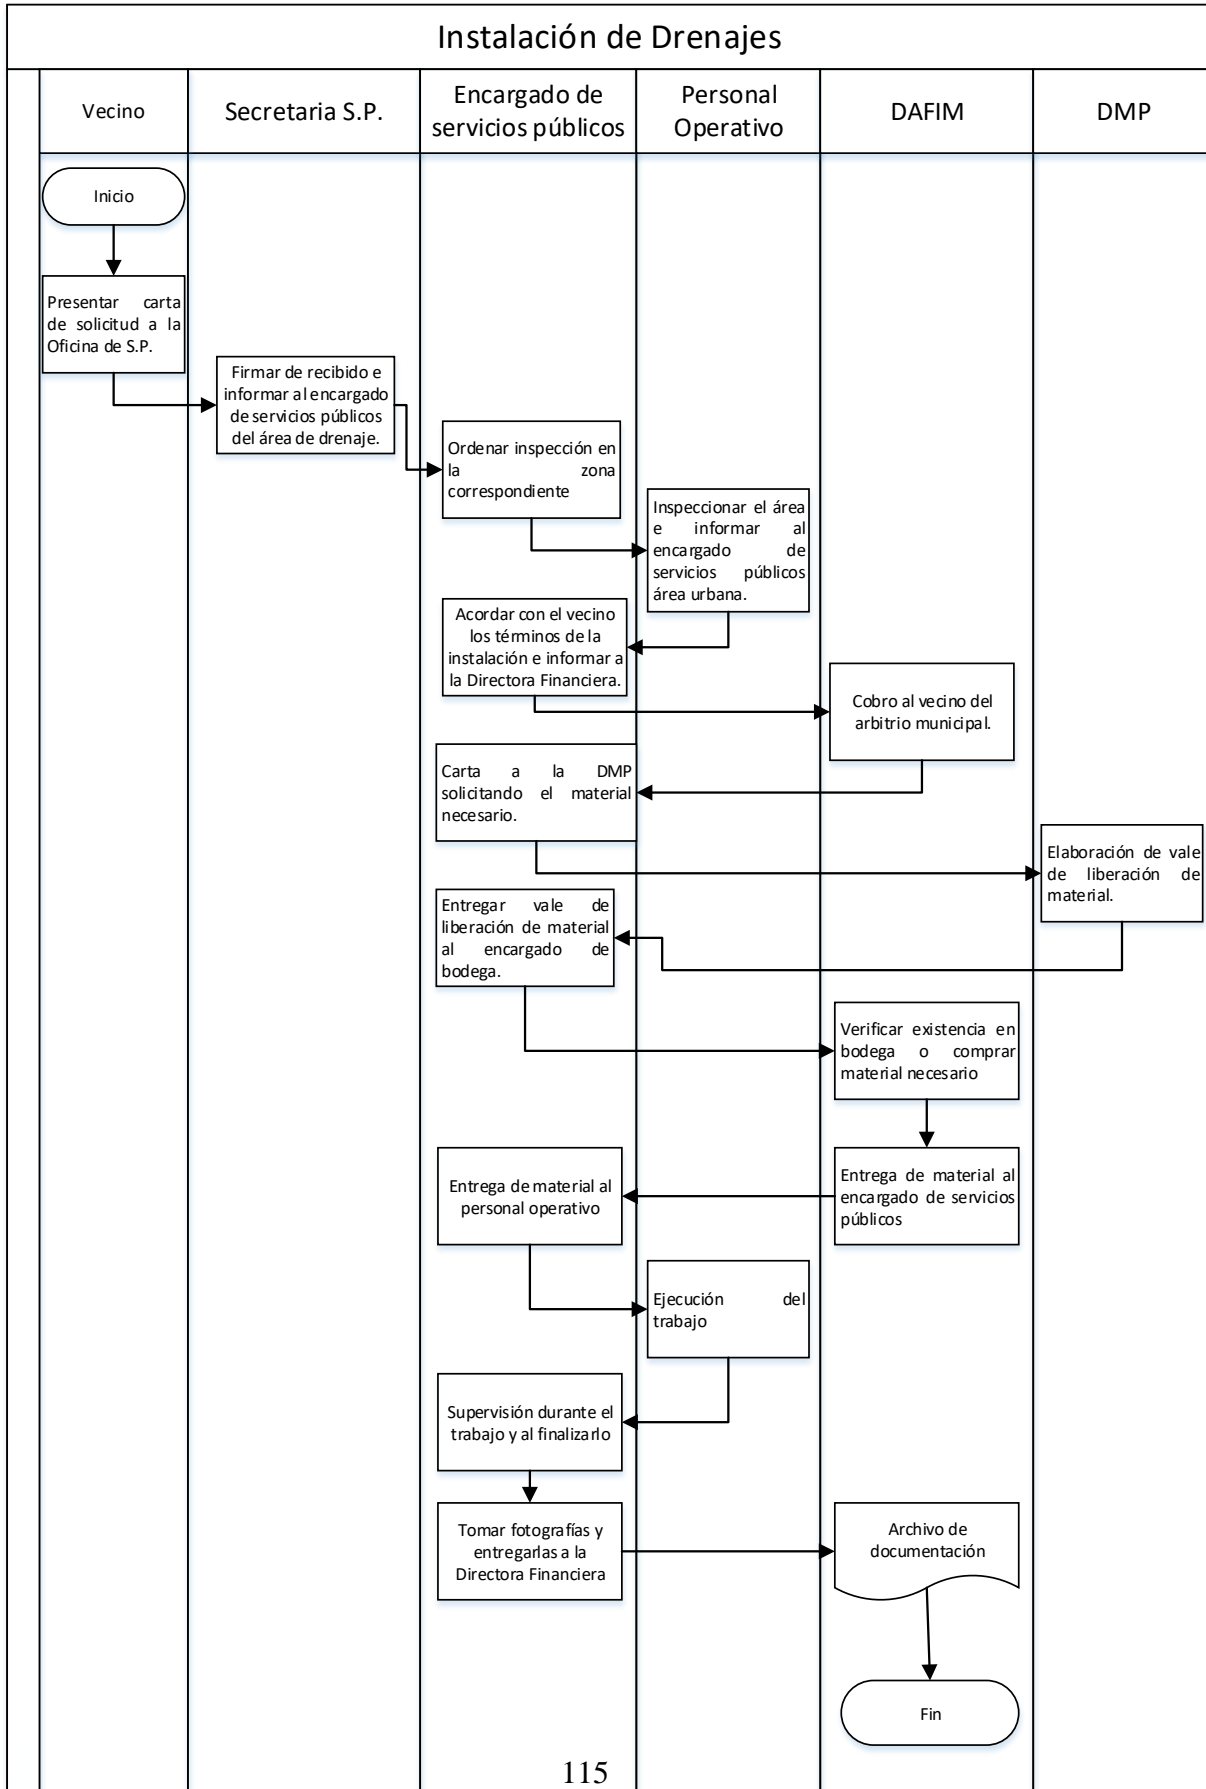 Instalación de Drenajes
Vecino
Secretaria S.P.
Encargado de
servicios públicos
Personal
Operativo
DAFIM
DMP
Inicio
Presentar carta
de solicitud a la
Oficina de S.P.
Firmar de recibido e
informar al encargado
de servicios públicos
del área de drenaje.
Ordenar inspección en
la zona
correspondiente
Inspeccionar el área
e informar al
encargado de
servicios públicos
área urbana.
Acordar con el vecino
los términos de la
instalación e informar a
la Directora Financiera.
Cobro al vecino del
arbitrio municipal.
Carta a la DMP
solicitando el material
necesario.
Elaboración de vale
de liberación de
material.
Entregar vale de
liberación de material
al encargado de
bodega.
Verificar existencia en
bodega o comprar
material necesario
Entrega de material al
encargado de servicios
públicos
Entrega de material al
personal operativo
Ejecución del
trabajo
Supervisión durante el
trabajo y al finalizarlo
Tomar fotografías y
entregarlas a la
Directora Financiera
Archivo de
documentación
Fin
115